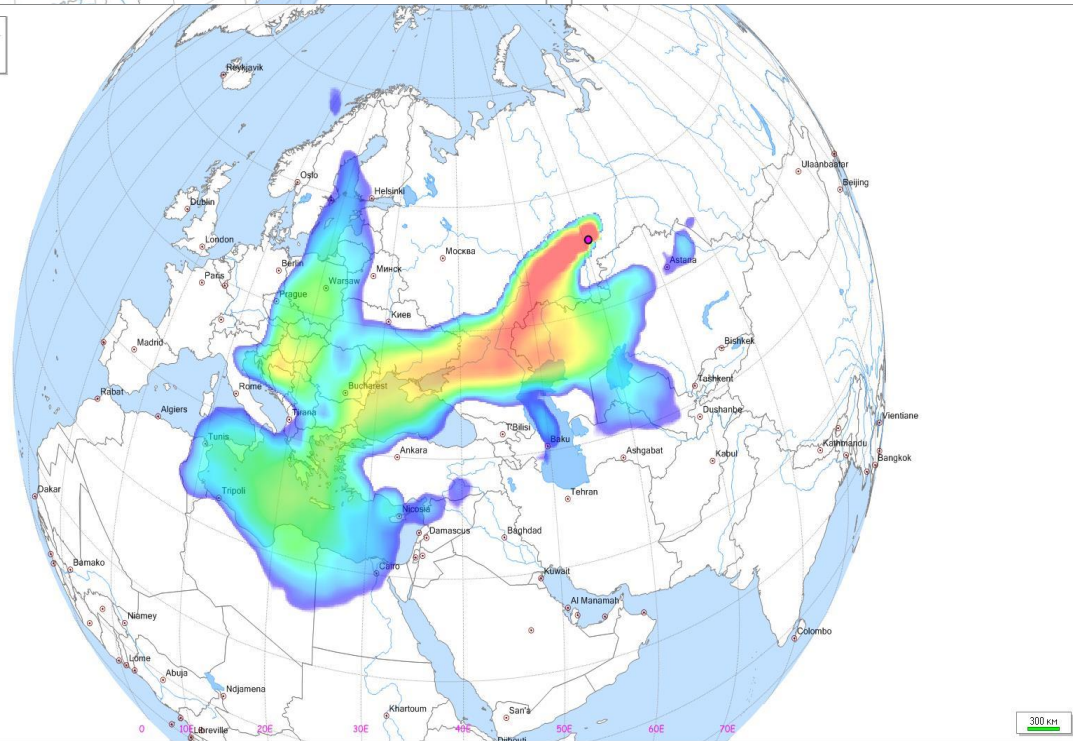 Reykjavik
Ulaanbaatar
Beijing
Oslo
Helsinki
Dublin
London
Москва
Astana
Berlin
Минск
Paris
Warsaw
Prague
Киев
Madrid
Bishkek
Rome
Bucharest
Tashkent
Rabat
Algiers
Tirana
Dushanbe
Vientiane
Tunis
T'Bilisi
Baku
Kathmandu
Ankara
Ashgabat
Kabul
Bangkok
Dakar
Tripoli
Tehran
Nicosia
Damascus
Baghdad
Bamako
Cairo
Kuwait
Al Manamah
Niamey
Colombo
Lome
Abuja
Ndjamena
Khartoum
San'a
0 10E 20E 30E 40E 50E 60E 70E
Libreville
Djibouti
300 км